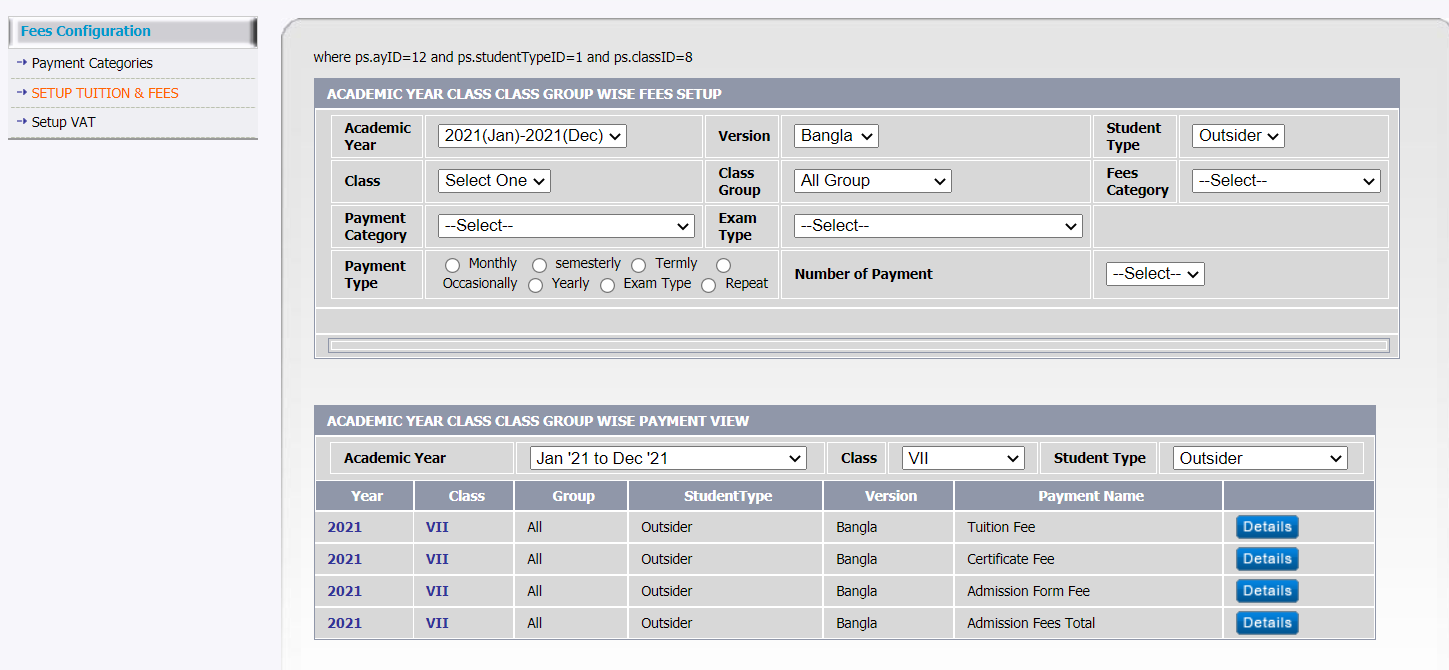 Fees Configuration
Payment Categories
SETUP TUITION & FEES
Setup VAT
where ps.ayID=12 and ps.studentTypeID=1 and ps.classID=8
ACADEMIC YEAR CLASS CLASS GROUP WISE FEES SETUP
Academic Year 2021(Jan)-2021(Dec) Version Bangla Student Type Outsider
Class Select One Class Group All Group Fees Category --Select--
Payment Category --Select-- Exam Type --Select--
Payment Type Monthly semesterly Termly Occasionally Yearly Exam Type Repeat Number of Payment --Select--
ACADEMIC YEAR CLASS CLASS GROUP WISE PAYMENT VIEW
Academic Year Jan '21 to Dec '21 Class VII Student Type Outsider
Year Class Group StudentType Version Payment Name
2021 VII All Outsider Bangla Tuition Fee Details
2021 VII All Outsider Bangla Certificate Fee Details
2021 VII All Outsider Bangla Admission Form Fee Details
2021 VII All Outsider Bangla Admission Fees Total Details